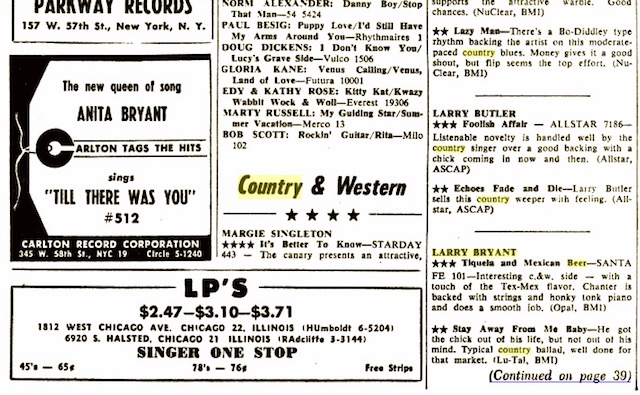 PARKWAY RECORDS
157 W. 57th St., New York, N. Y.
The new queen of song
ANITA BRYANT
CARLTON TAGS THE HITS
sings
"TILL THERE WAS YOU"
#512
CARLTON RECORD CORPORATION
345 W. 58th St., NYC 19 Circle 5-1240
NORM ALEXANDER: Danny Boy/Stop
That Man—54 5424
PAUL BESIG: Puppy Love/I'd Still Have
My Arms Around You—Rhythmaires 1
DOUG DICKENS: I Don't Know You/
Lucy's Grave Side—Vulco 1506
GLORIA KANE: Venus Calling/Venus,
Land of Love—Futura 10001
EDY & KATHY ROSE: Kitty Kat/Kwazy
Wabbit Wock & Woll—Everest 19306
MARTY RUSSELL: My Guiding Star/Sum-
mer Vacation—Merco 13
BOB SCOTT: Rockin' Guitar/Rita—Milo
102
Country & Western
★ ★ ★ ★
MARGIE SINGLETON
★★★★ It's Better To Know—STARDAY
443 - The canary presents an attractive,
LP'S
$2.47—$3.10—$3.71
1812 WEST CHICAGO AVE. CHICAGO 22, ILLINOIS (HUmboldt 6-5204)
6920 S. HALSTED, CHICAGO 21 ILLINOIS (RAdcliffe 3-3144)
SINGER ONE STOP
45's — 65¢ 78's — 76¢ Free Strips
supports the attractive warble. Good
chances. (NuClear, BMI)
★★ Lazy Man—There's a Bo-Diddley type
rhythm backing the artist on this moderate-
paced country blues. Money gives it a good
shout, but flip seems the top effort. (Nu-
Clear, BMI)
LARRY BUTLER
★★★ Foolish Affair — ALLSTAR 7186—
Listenable novelty is handled well by the
country singer over a good backing with a
chick coming in now and then. (Allstar,
ASCAP)
★★ Echoes Fade and Die—Larry Butler
sells this country weeper with feeling. (All-
star, ASCAP)
LARRY BRYANT
★★★ Tiquela and Mexican Beer—SANTA
FE 101—Interesting c.&w. side — with a
touch of the Tex-Mex flavor. Chanter is
backed with strings and honky tonk piano
and does a smooth job. (Opal, BMI)
★★ Stay Away From Me Baby—He got
the chick out of his life, but not out of his
mind. Typical country ballad, well done for
that market. (Lu-Tal, BMI)
(Continued on page 39)